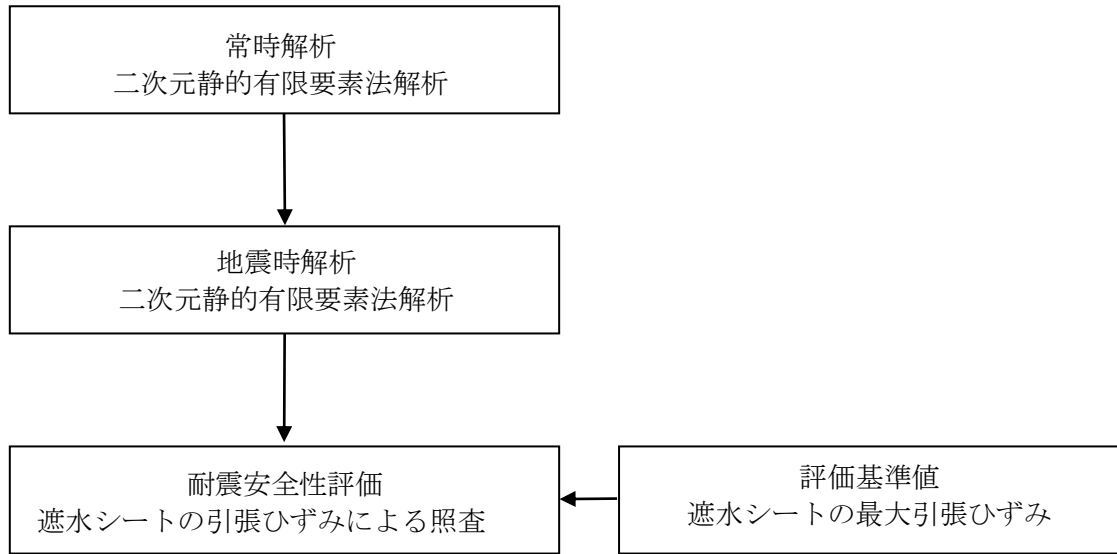 常時解析
二次元静的有限要素法解析
地震時解析
二次元静的有限要素法解析
耐震安全性評価
遮水シートの引張ひずみによる照査
評価基準値
遮水シートの最大引張ひずみ